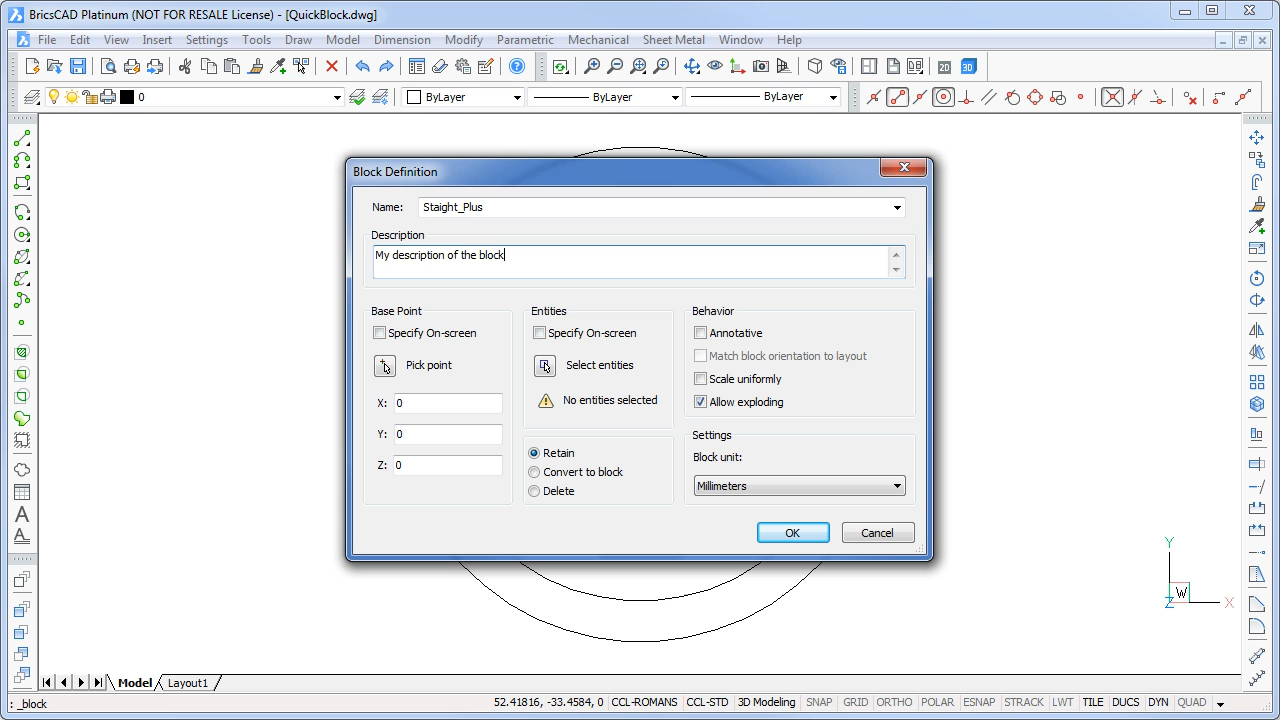 BricsCAD Platinum (NOT FOR RESALE License) - [QuickBlock.dwg]
File Edit View Insert Settings Tools Draw Model Dimension Modify Parametric Mechanical Sheet Metal Window Help
2D 3D
0 ByLayer ByLayer ByLayer
Block Definition
Name: Staight_Plus
Description
My description of the block
Base Point
Specify On-screen
Pick point
X: 0
Y: 0
Z: 0
Entities
Specify On-screen
Select entities
No entities selected
Retain
Convert to block
Delete
Behavior
Annotative
Match block orientation to layout
Scale uniformly
Allow exploding
Settings
Block unit:
Millimeters
OK Cancel
A
A
Y
W
Z X
Model Layout1
: _block 52.41816, -33.4584, 0 CCL-ROMANS CCL-STD 3D Modeling SNAP GRID ORTHO POLAR ESNAP STRACK LWT TILE DUCS DYN QUAD